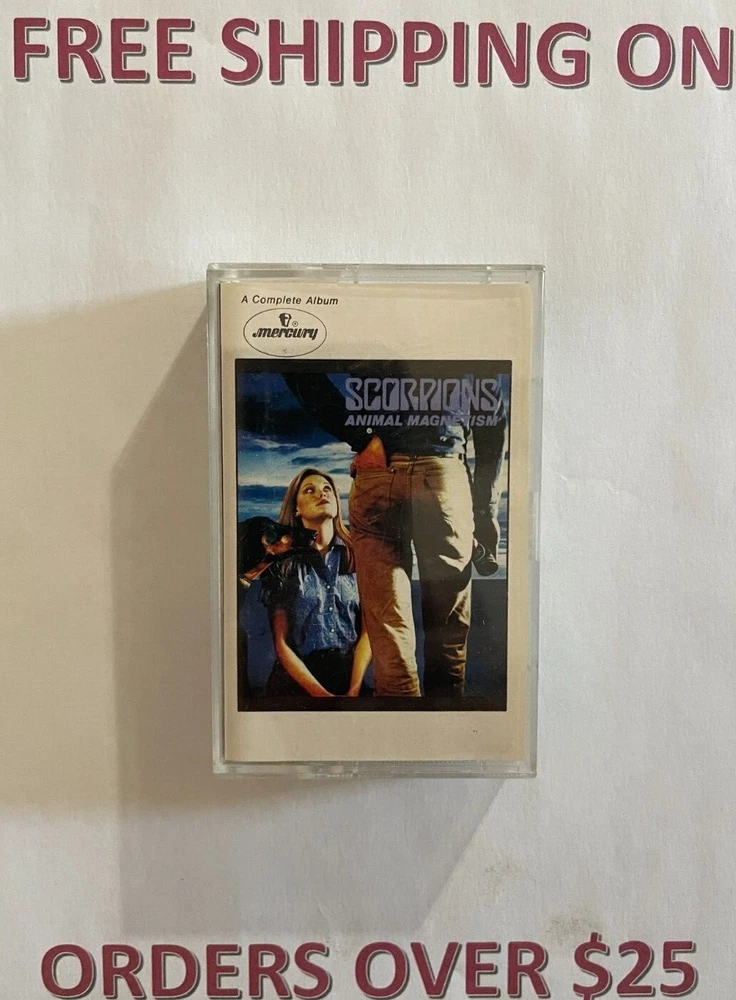 FREE SHIPPING ON
A Complete Album
mercury
SCORPIONS
ANIMAL MAGNETISM
ORDERS OVER $25